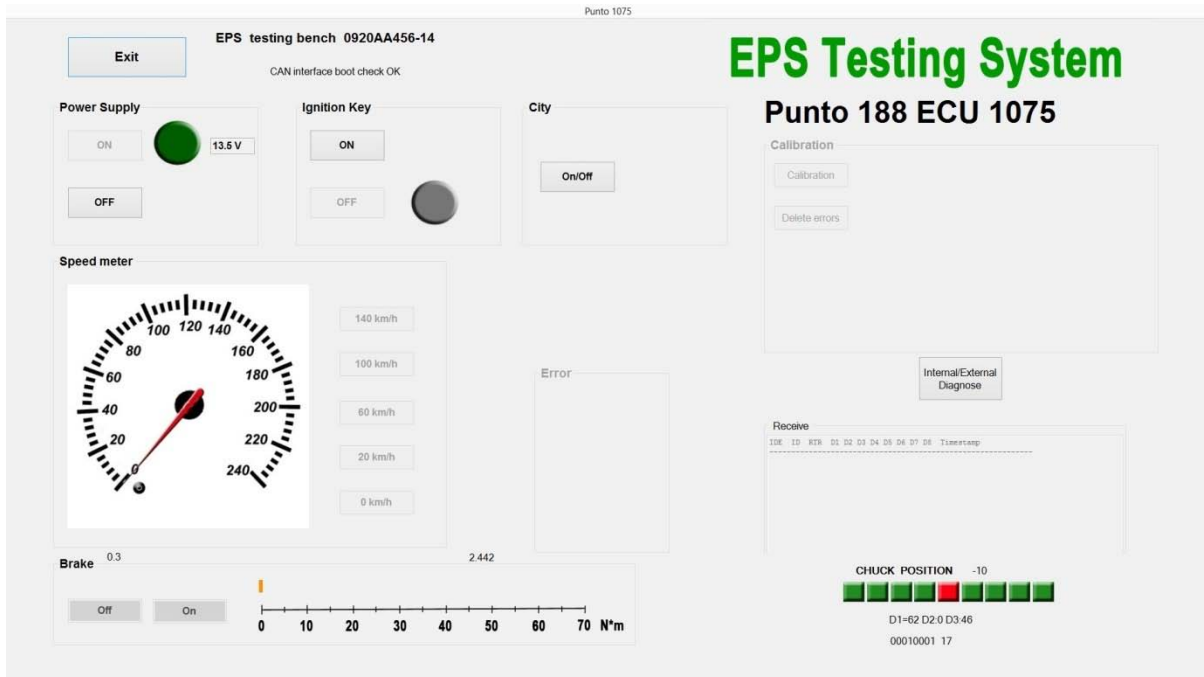 Punto 1075
Exit
EPS testing bench 0920AA456-14
CAN interface boot check OK
EPS Testing System
Punto 188 ECU 1075
Power Supply
ON
13.5 V
OFF
Ignition Key
ON
OFF
City
On/Off
Calibration
Calibration
Delete errors
Speed meter
0
20
40
60
80
100
120
140
160
180
200
220
240
140 km/h
100 km/h
60 km/h
20 km/h
0 km/h
Error
Internal/External
Diagnose
Receive
IDE ID RTR D1 D2 D3 D4 D5 D6 D7 D8 Timestamp
Brake
0.3
2.442
Off
On
0 10 20 30 40 50 60 70 N*m
CHUCK POSITION -10
D1=62 D2:0 D3:46
00010001 17